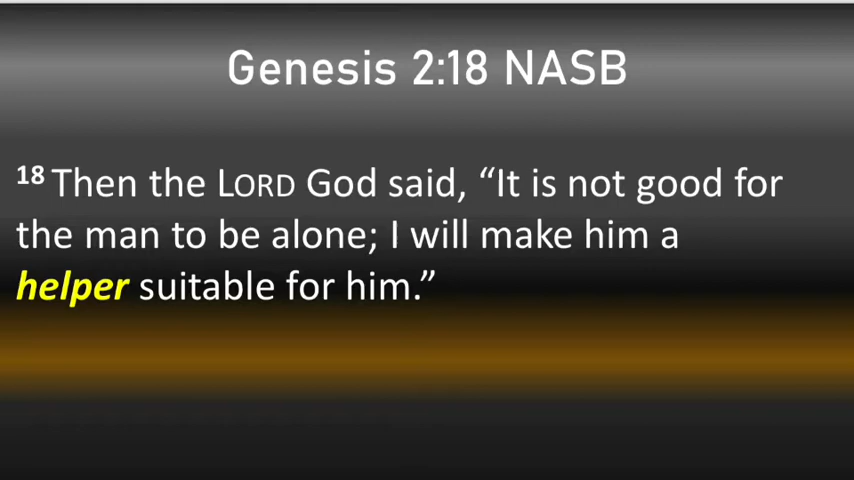 Genesis 2:18 NASB
18 Then the LORD God said, “It is not good for
the man to be alone; I will make him a
helper suitable for him.”